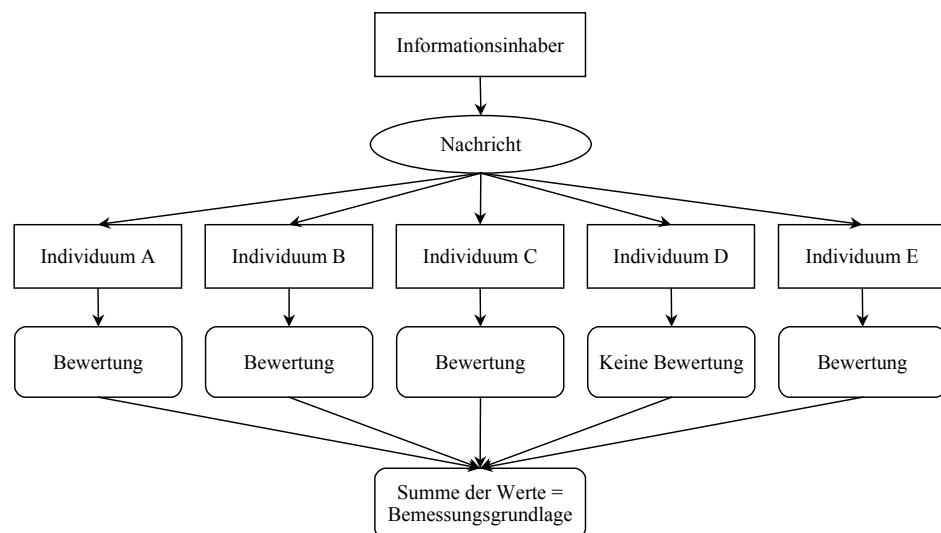 Informationsinhaber
Nachricht
Individuum A
Individuum B
Individuum C
Individuum D
Individuum E
Bewertung
Bewertung
Bewertung
Keine Bewertung
Bewertung
Summe der Werte =
Bemessungsgrundlage